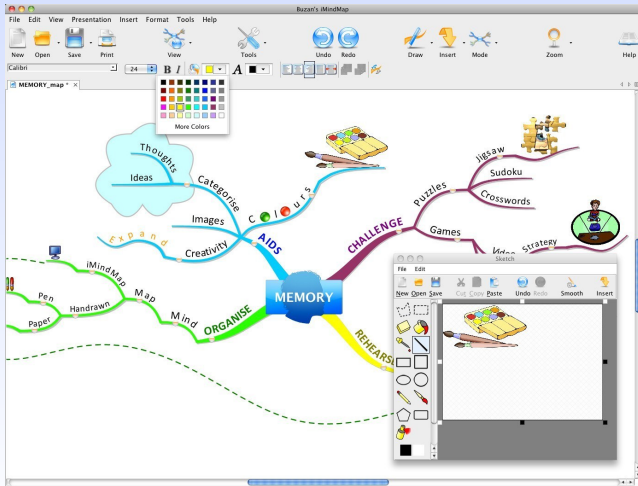 Buzan's iMindMap
File Edit View Presentation Insert Format Tools Help
New Open Save Print View Tools Undo Redo Draw Insert Mode Zoom Help
Calibri 24 B I A
MEMORY_map * ×
More Colors
Thoughts
Ideas
Categorise
Images
Colours
Expand
Creativity
AIDS
CHALLENGE
Puzzles
Jigsaw
Sudoku
Crosswords
Games
Video
Strategy
MEMORY
iMindMap
Pen
Paper
Handrawn
Map
Mind
ORGANISE
REHEARSE
Sketch
File Edit
New Open Save Cut Copy Paste Undo Redo Smooth Insert